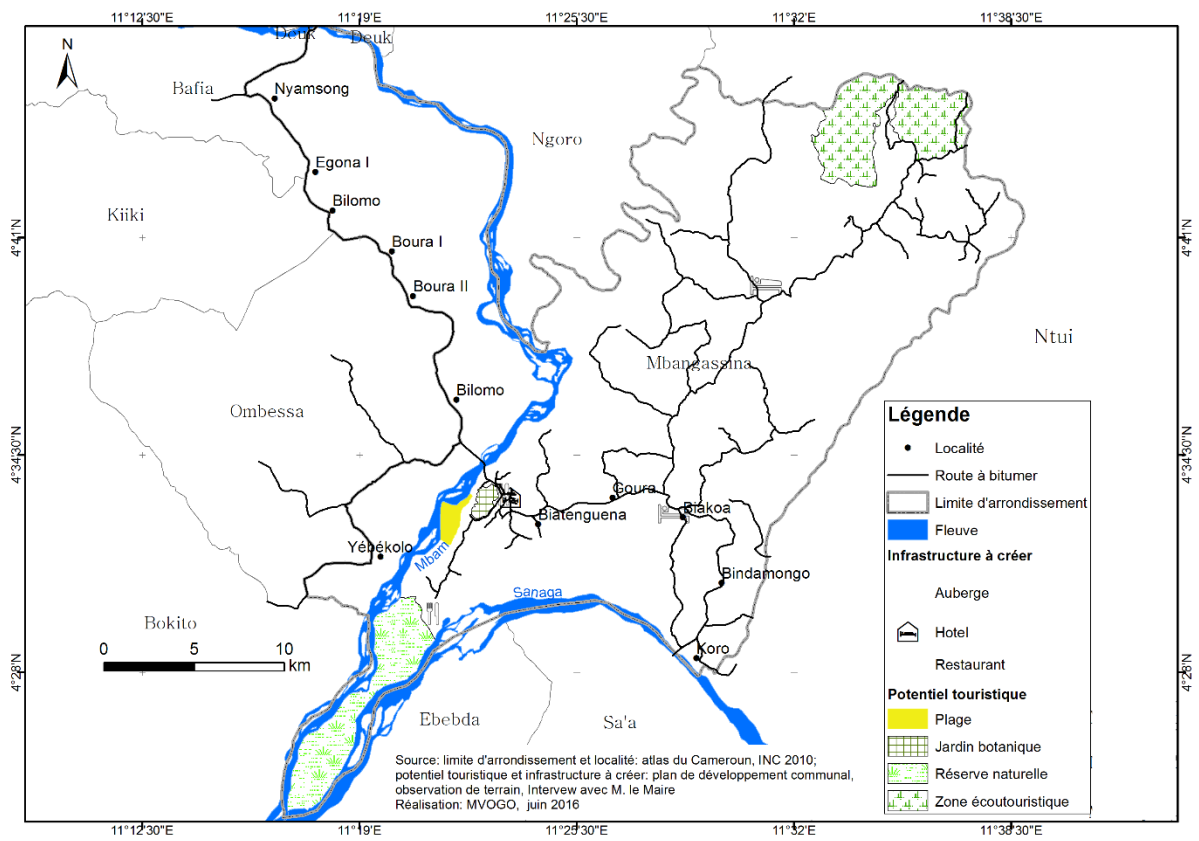 11°12'30"E 11°19'E 11°25'30"E 11°32'E 11°38'30"E
N
Deuk
Deuk
Bafia
Nyamsong
Ngoro
Egona I
Bilomo
Kiiki
4°41'N
4°41'N
Boura I
Boura II
Ntui
Mbangassina
Bilomo
Ombessa
4°34'30"N
4°34'30"N
Goura
Biakoa
Biatenguena
Yébékolo
Mbam
Bindamongo
Sanaga
Bokito
Koro
0 5 10
km
4°28'N
4°28'N
Ebebda
Sa'a
Légende
Localité
Route à bitumer
Limite d'arrondissement
Fleuve
Infrastructure à créer
Auberge
Hotel
Restaurant
Potentiel touristique
Plage
Jardin botanique
Réserve naturelle
Zone écoutouristique
Source: limite d'arrondissement et localité: atlas du Cameroun, INC 2010;
potentiel touristique et infrastructure à créer: plan de développement communal,
observation de terrain, Intervew avec M. le Maire
Réalisation: MVOGO, juin 2016
11°12'30"E 11°19'E 11°25'30"E 11°32'E 11°38'30"E